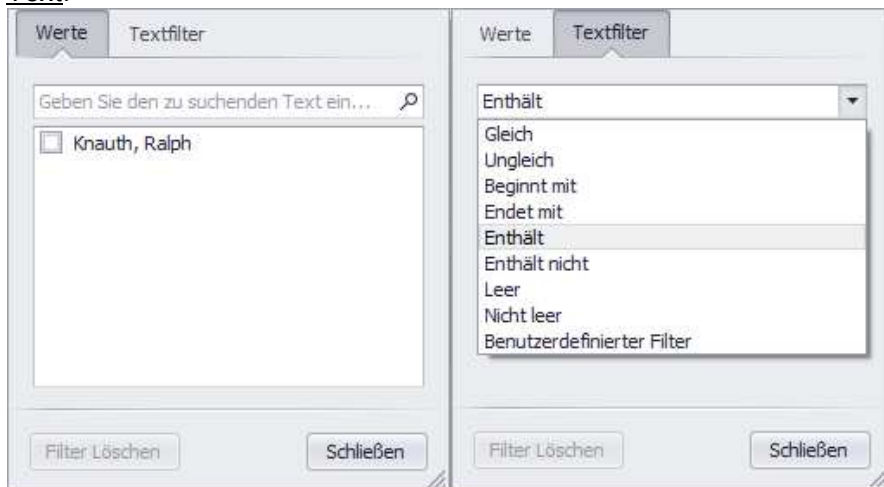 Text:
Werte Textfilter
Geben Sie den zu suchenden Text ein...
Knauth, Ralph
Filter Löschen Schließen
Werte Textfilter
Enthält
Gleich
Ungleich
Beginnt mit
Endet mit
Enthält
Enthält nicht
Leer
Nicht leer
Benutzerdefinierter Filter
Filter Löschen Schließen